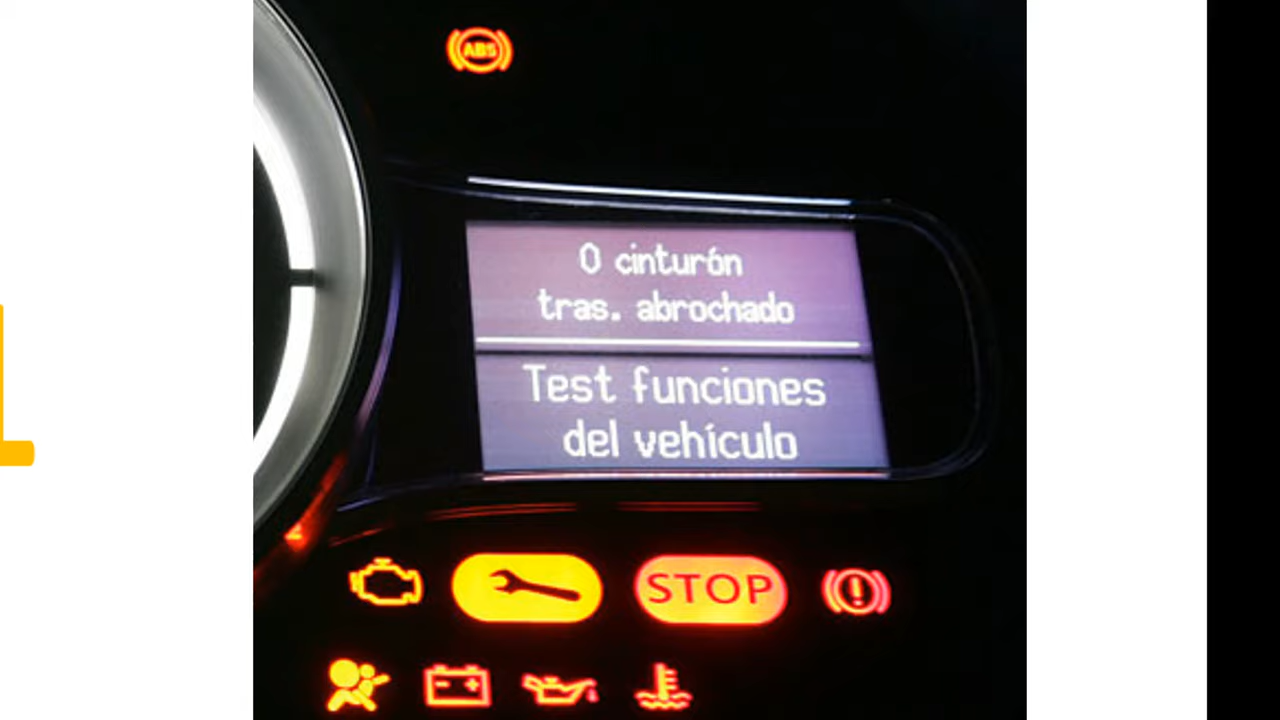 ABS
0 cinturón
tras. abrochado
Test funciones
del vehículo
STOP